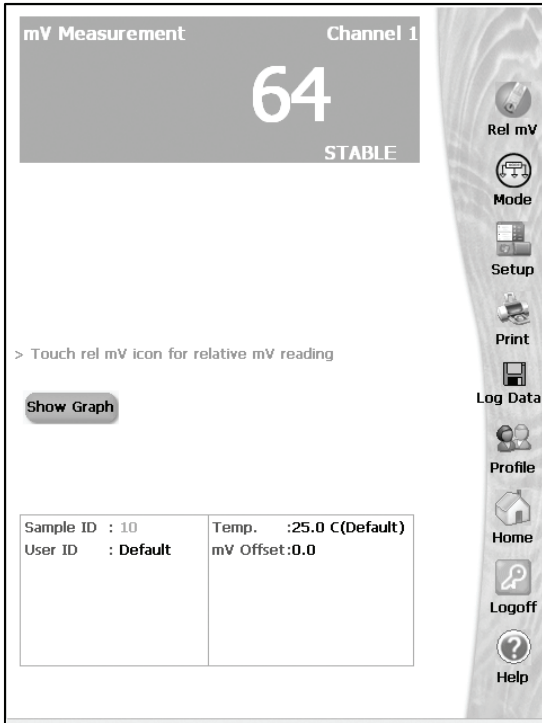 mV Measurement Channel 1
64
STABLE
> Touch rel mV icon for relative mV reading
Show Graph
Sample ID : 10
User ID : Default
Temp. :25.0 C(Default)
mV Offset:0.0
Rel mV
Mode
Setup
Print
Log Data
Profile
Home
Logoff
Help